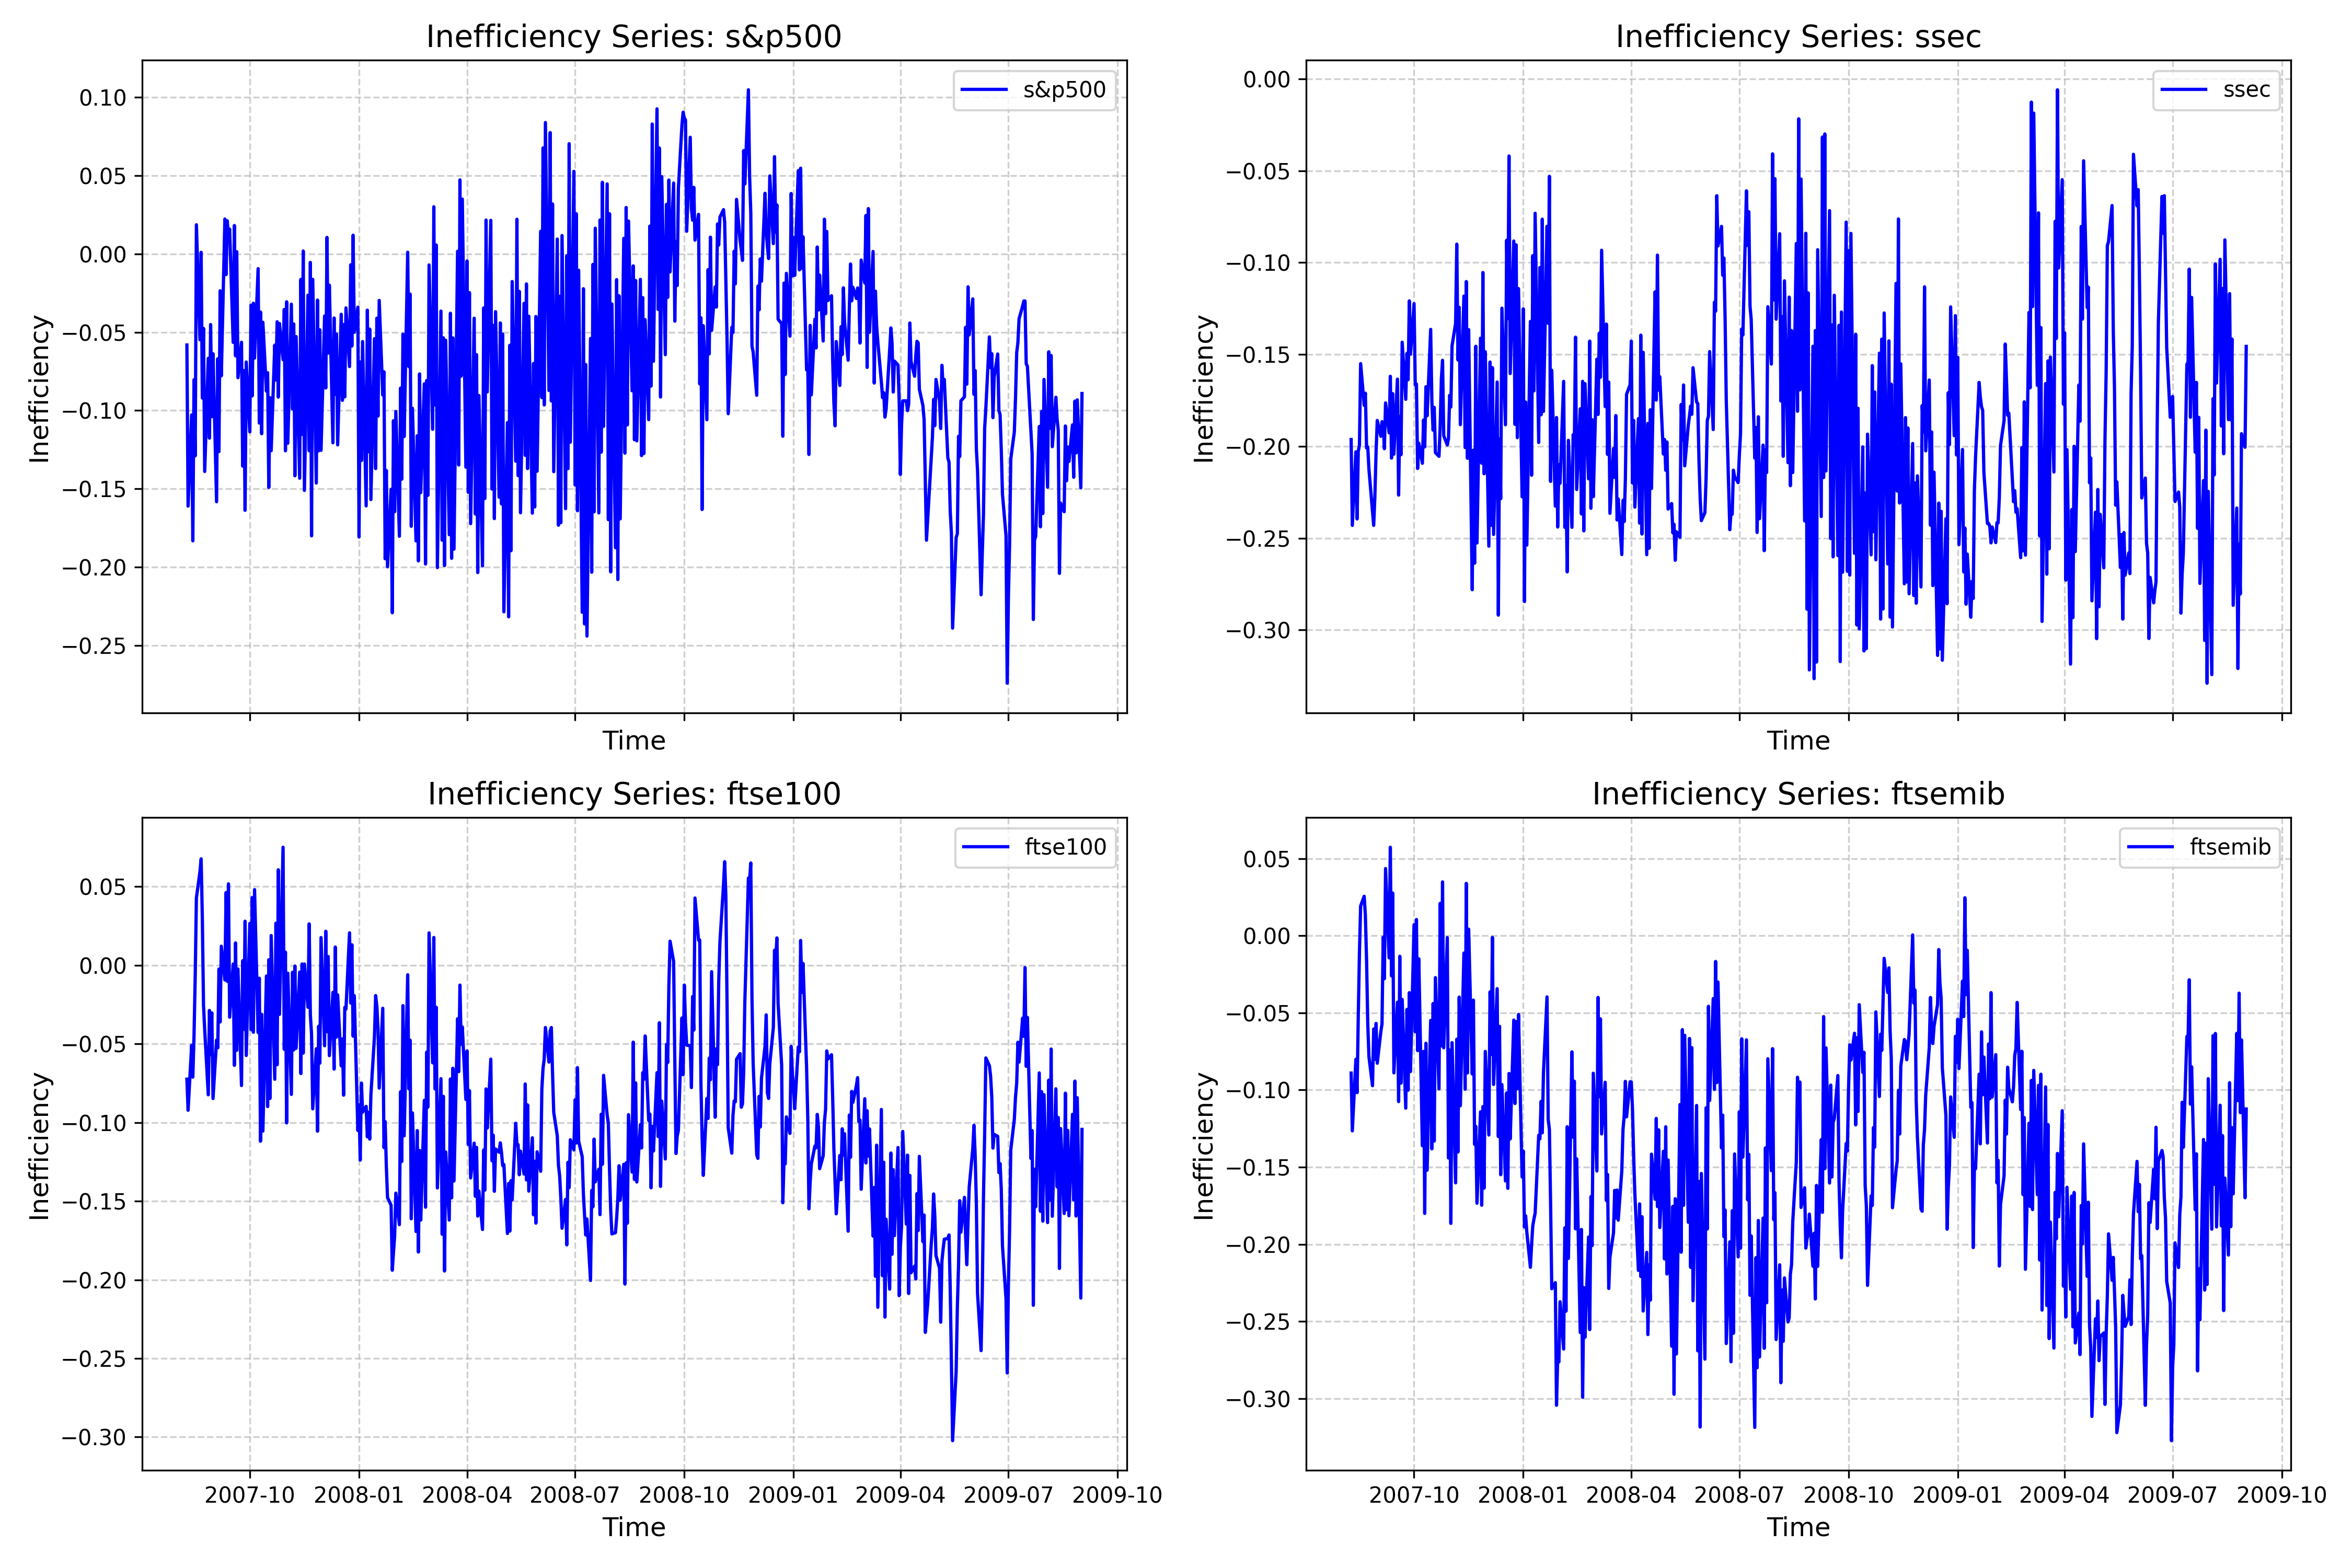 Inefficiency Series: s&p500
s&p500
0.10
0.05
0.00
−0.05
−0.10
−0.15
−0.20
−0.25
Inefficiency
Time
Inefficiency Series: ssec
ssec
0.00
−0.05
−0.10
−0.15
−0.20
−0.25
−0.30
Inefficiency
Time
Inefficiency Series: ftse100
ftse100
0.05
0.00
−0.05
−0.10
−0.15
−0.20
−0.25
−0.30
Inefficiency
2007-10 2008-01 2008-04 2008-07 2008-10 2009-01 2009-04 2009-07 2009-10
Time
Inefficiency Series: ftsemib
ftsemib
0.05
0.00
−0.05
−0.10
−0.15
−0.20
−0.25
−0.30
Inefficiency
2007-10 2008-01 2008-04 2008-07 2008-10 2009-01 2009-04 2009-07 2009-10
Time